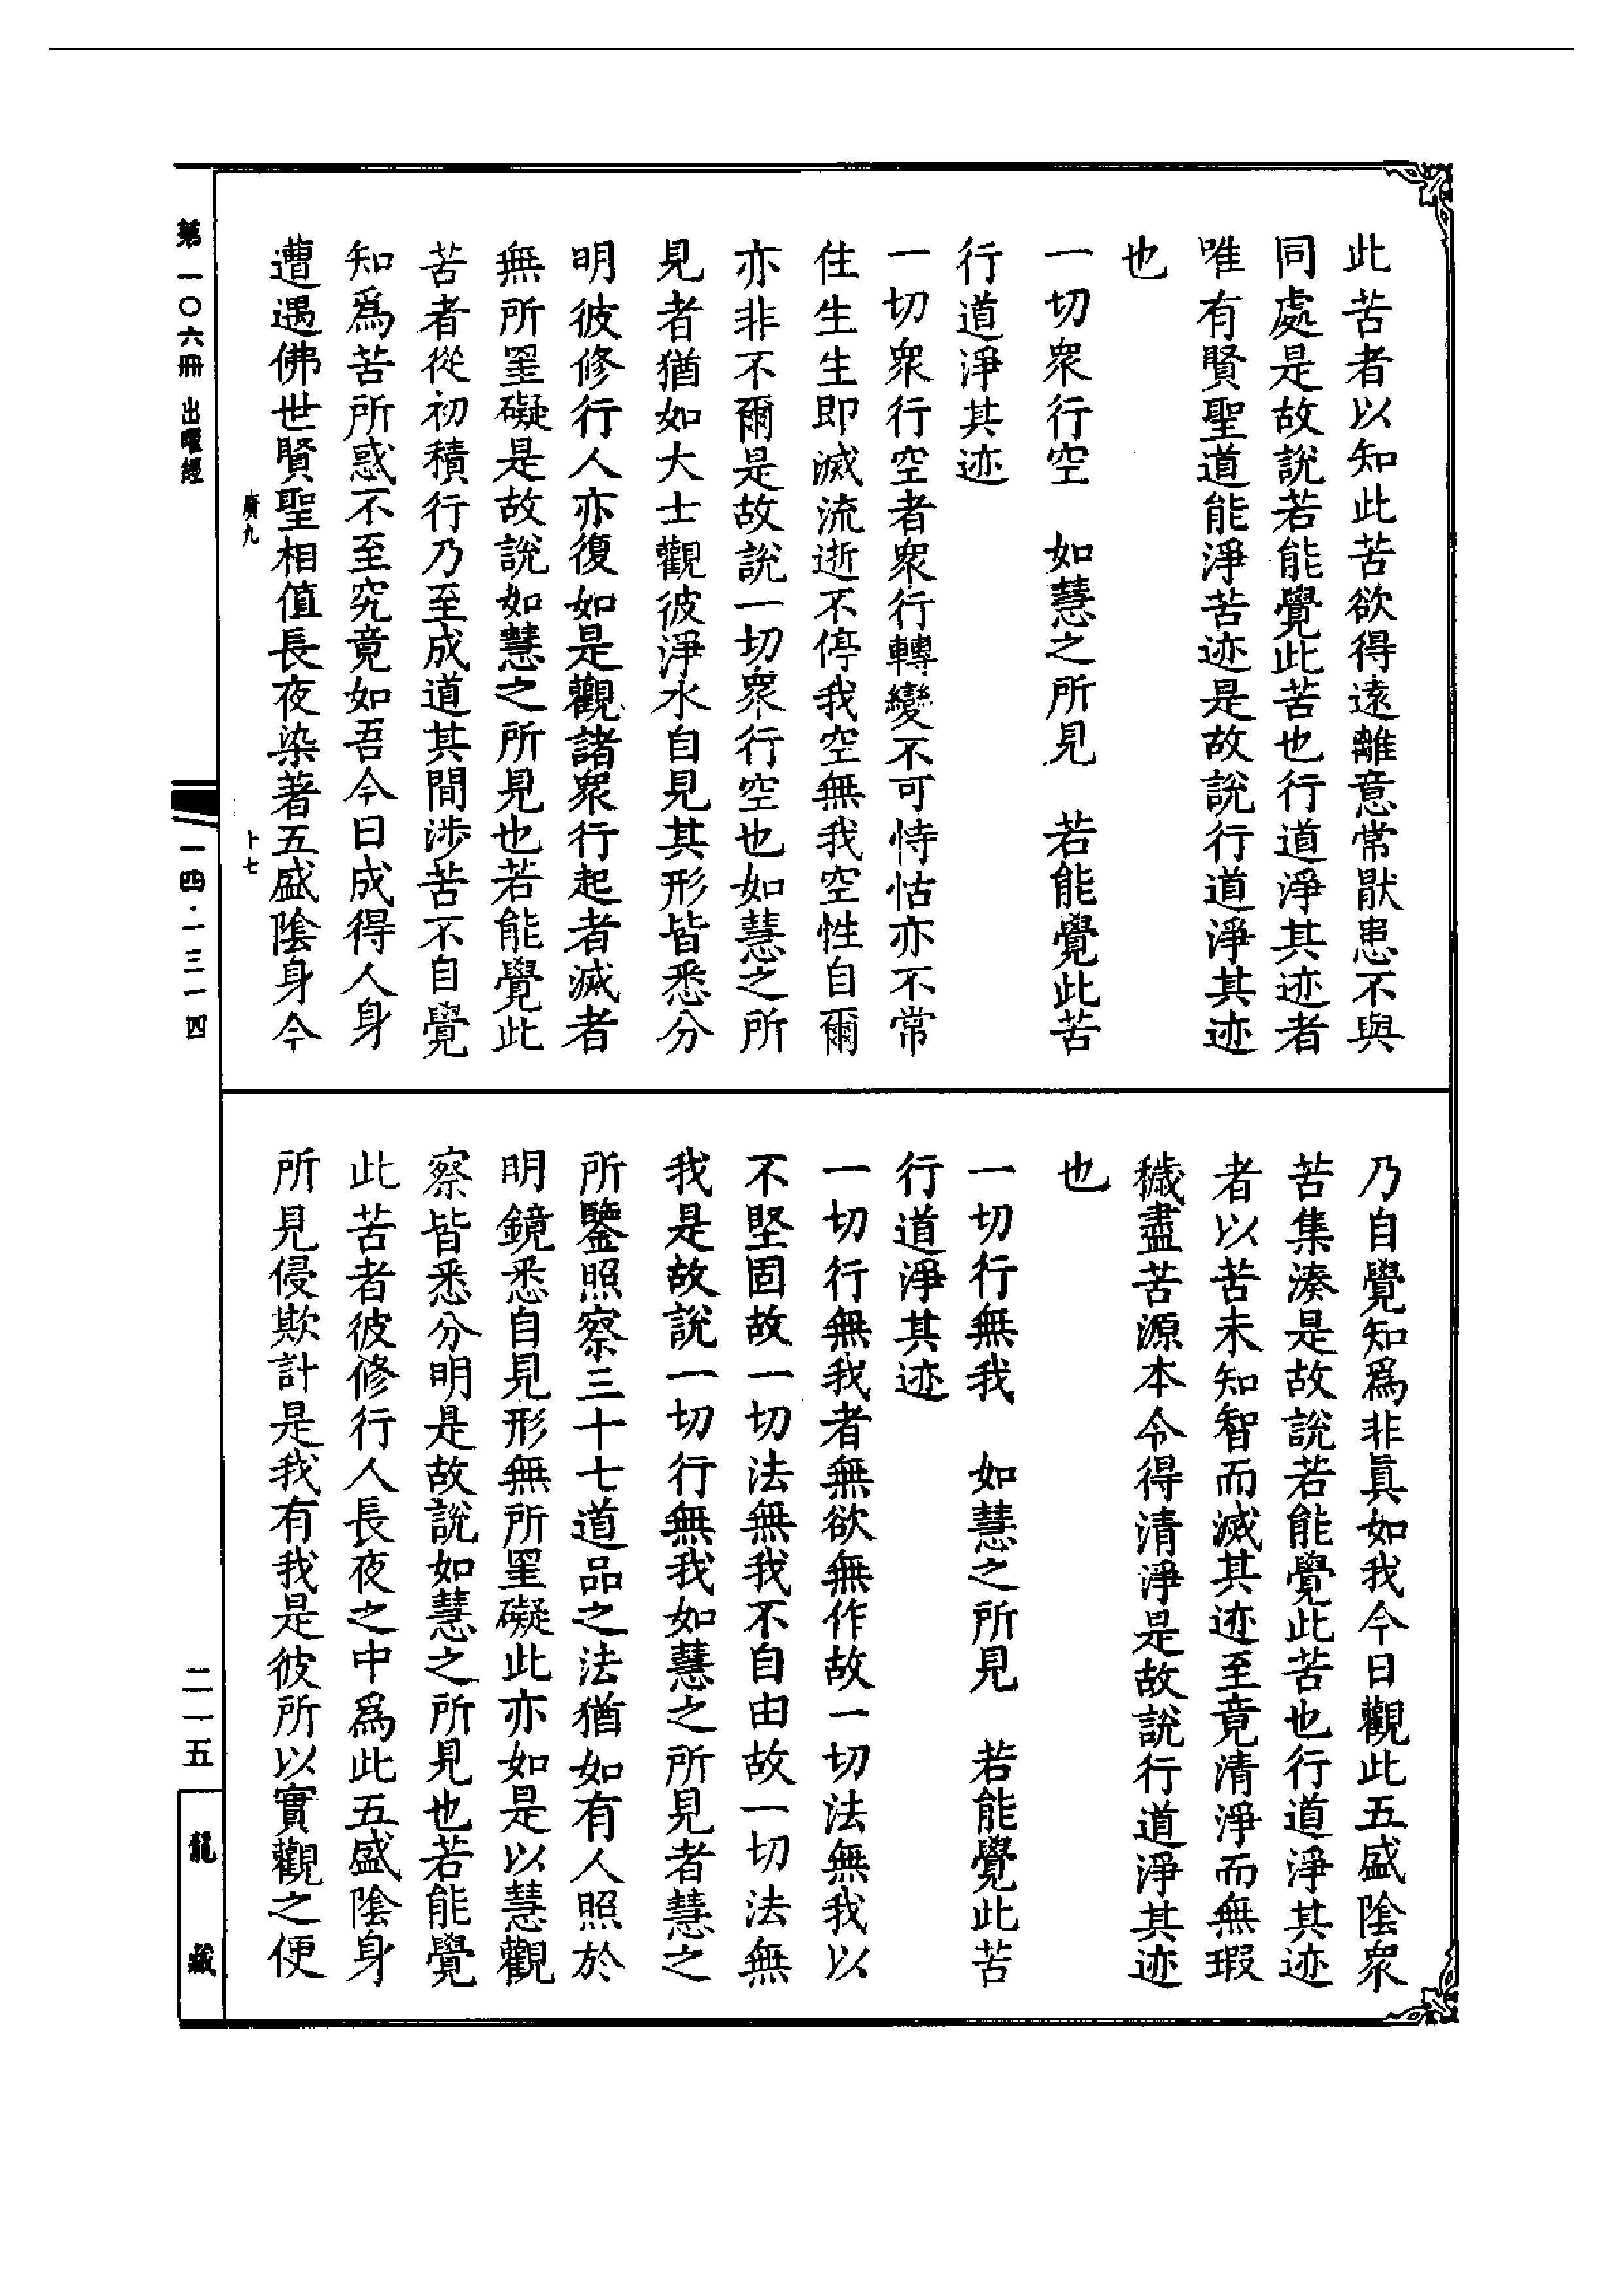 此苦者以知此苦欲得遠離意常猒患不與
同處是故說若能覺此苦也行道淨其迹者
唯有賢聖道能淨苦迹是故說行道淨其迹
也
一切衆行空　如慧之所見　若能覺此苦
行道淨其迹
一切衆行空者衆行轉變不可恃怙亦不常
住生生即滅流逝不停我空無我空性自爾
亦非不爾是故說一切衆行空也如慧之所
見者猶如大士觀彼淨水自見其形皆悉分
明彼修行人亦復如是觀諸衆行起者滅者
無所罣礙是故說如慧之所見也若能覺此
苦者從初積行乃至成道其間涉苦不自覺
知爲苦所惑不至究竟如吾今日成得人身
遭遇佛世賢聖相值長夜染著五盛陰身今
乃自覺知爲非眞如我今日觀此五盛陰衆
苦集湊是故說若能覺此苦也行道淨其迹
者以苦未知智而滅其迹至竟清淨而無瑕
穢盡苦源本令得清淨是故說行道淨其迹
也
一切行無我　如慧之所見　若能覺此苦
行道淨其迹
一切行無我者無欲無作故一切法無我以
不堅固故一切法無我不自由故一切法無
我是故說一切行無我如慧之所見者慧之
所鑒照察三十七道品之法猶如有人照於
明鏡悉自見形無所罣礙此亦如是以慧觀
察皆悉分明是故說如慧之所見也若能覺
此苦者彼修行人長夜之中爲此五盛陰身
所見侵欺計是我有我是彼所以實觀之便
第一〇六冊　出曜經
廣九
十七
一四·一三一四
二一五
龍藏